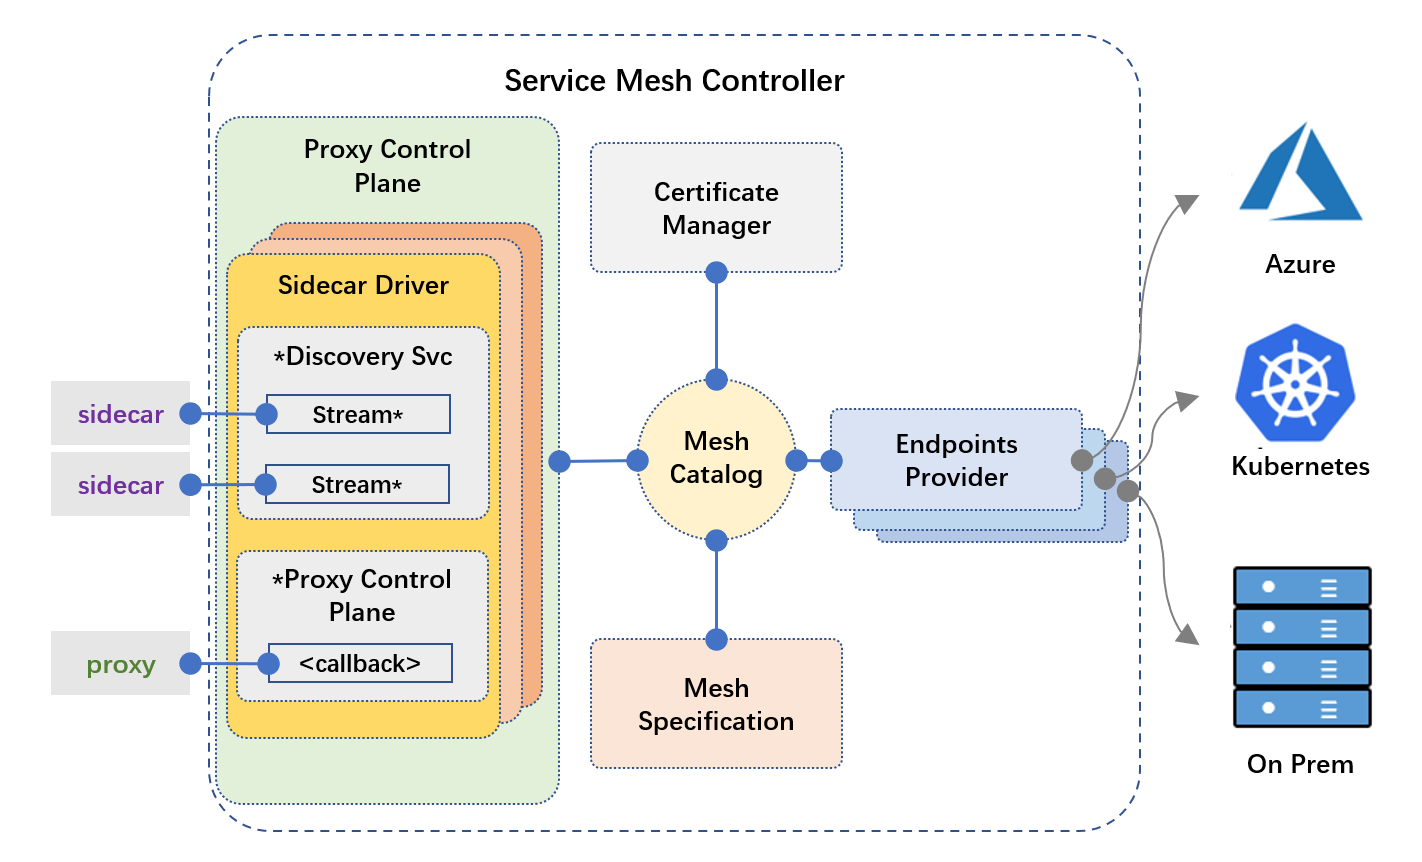 Service Mesh Controller
Proxy Control
Plane
Sidecar Driver
*Discovery Svc
Stream*
Stream*
*Proxy Control
Plane
<callback>
sidecar
sidecar
proxy
Certificate
Manager
Mesh
Catalog
Mesh
Specification
Endpoints
Provider
Azure
Kubernetes
On Prem